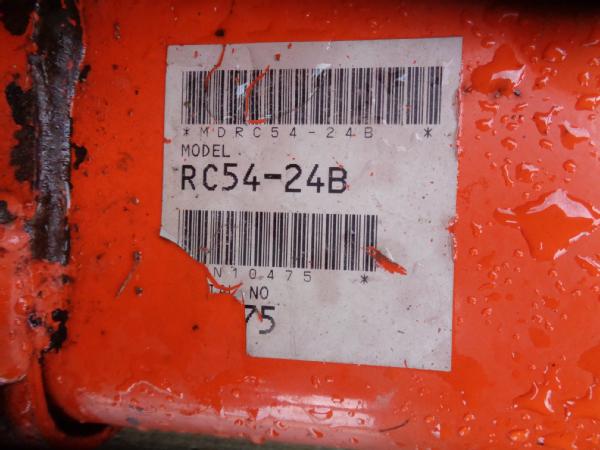 *MDRC54-24B *
MODEL
RC54-24B
N10475 *
NO
75